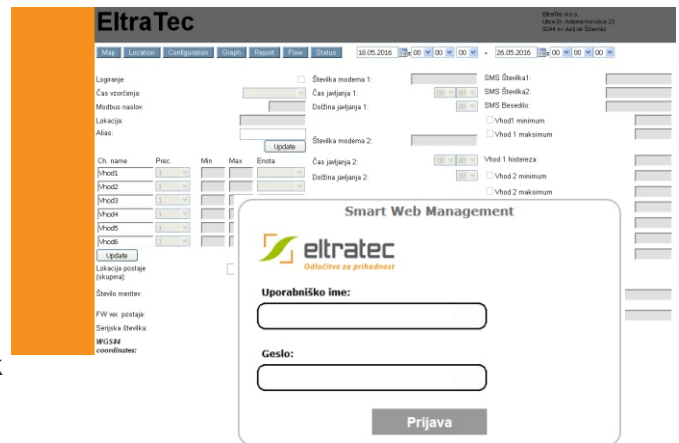 EltraTec
Eltratec d.o.o.
Ulica Dr. Antona Korošca 23
9244 sv Jurij ob Ščavnici
Map Location Configuration Graph Report Flow Status 18.05.2016 00 00 00 - 26.05.2016 00 00 00
Logiranje:
Čas vzorčenja:
Modbus naslov:
Lokacija:
Alias:
Update
Številka modema 1:
Čas javljanja 1: 00 00
Dolžina javljanja 1: 00
Številka modema 2:
Čas javljanja 2: 00 00
Dolžina javljanja 2: 00
SMS Številka1:
SMS Številka2:
SMS Besedilo:
Vhod1 minimum
Vhod 1 maksimum
Vhod 1 histereza:
Vhod 2 minimum
Vhod 2 maksimum
Ch. name Prec. Min Max Enota
Vhod1 1
Vhod2 1
Vhod3 1
Vhod4 1
Vhod5 1
Vhod6 1
Update
Lokacija postaje
(skupina):
Število meritev:
FW ver. postaje:
Serijska številka:
WGS84
coordinates:
Smart Web Management
eltratec
Odločitve za prihodnost
Uporabniško ime:
Geslo:
Prijava